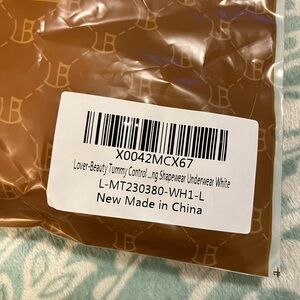 X0042MCX67
Lover-Beauty Tummy Control ...ng Shapewear Underwear White
L-MT230380-WH1-L
New Made in China